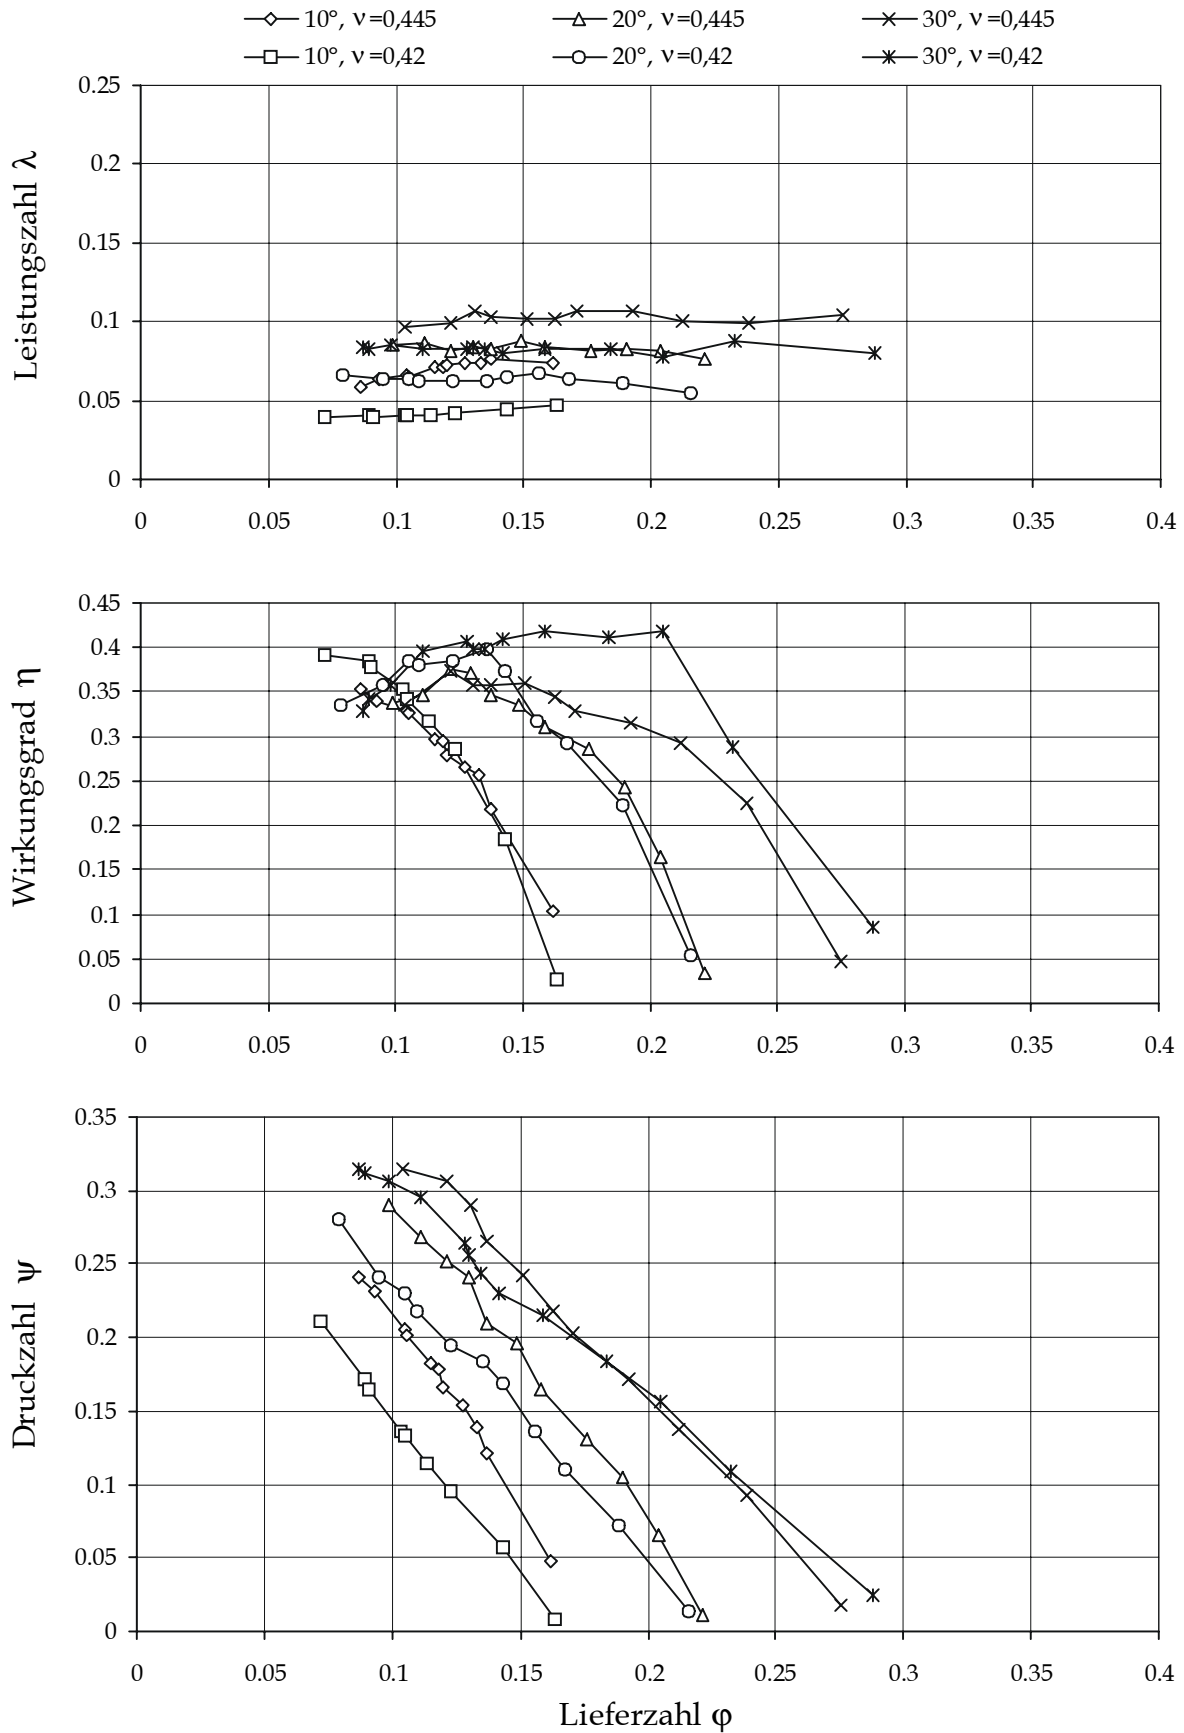 10°, ν=0,445 20°, ν=0,445 30°, ν=0,445
10°, ν=0,42 20°, ν=0,42 30°, ν=0,42
Leistungszahl λ
0.25
0.2
0.15
0.1
0.05
0
0 0.05 0.1 0.15 0.2 0.25 0.3 0.35 0.4
Wirkungsgrad η
0.45
0.4
0.35
0.3
0.25
0.2
0.15
0.1
0.05
0
0 0.05 0.1 0.15 0.2 0.25 0.3 0.35 0.4
Druckzahl ψ
0.35
0.3
0.25
0.2
0.15
0.1
0.05
0
0 0.05 0.1 0.15 0.2 0.25 0.3 0.35 0.4
Lieferzahl φ